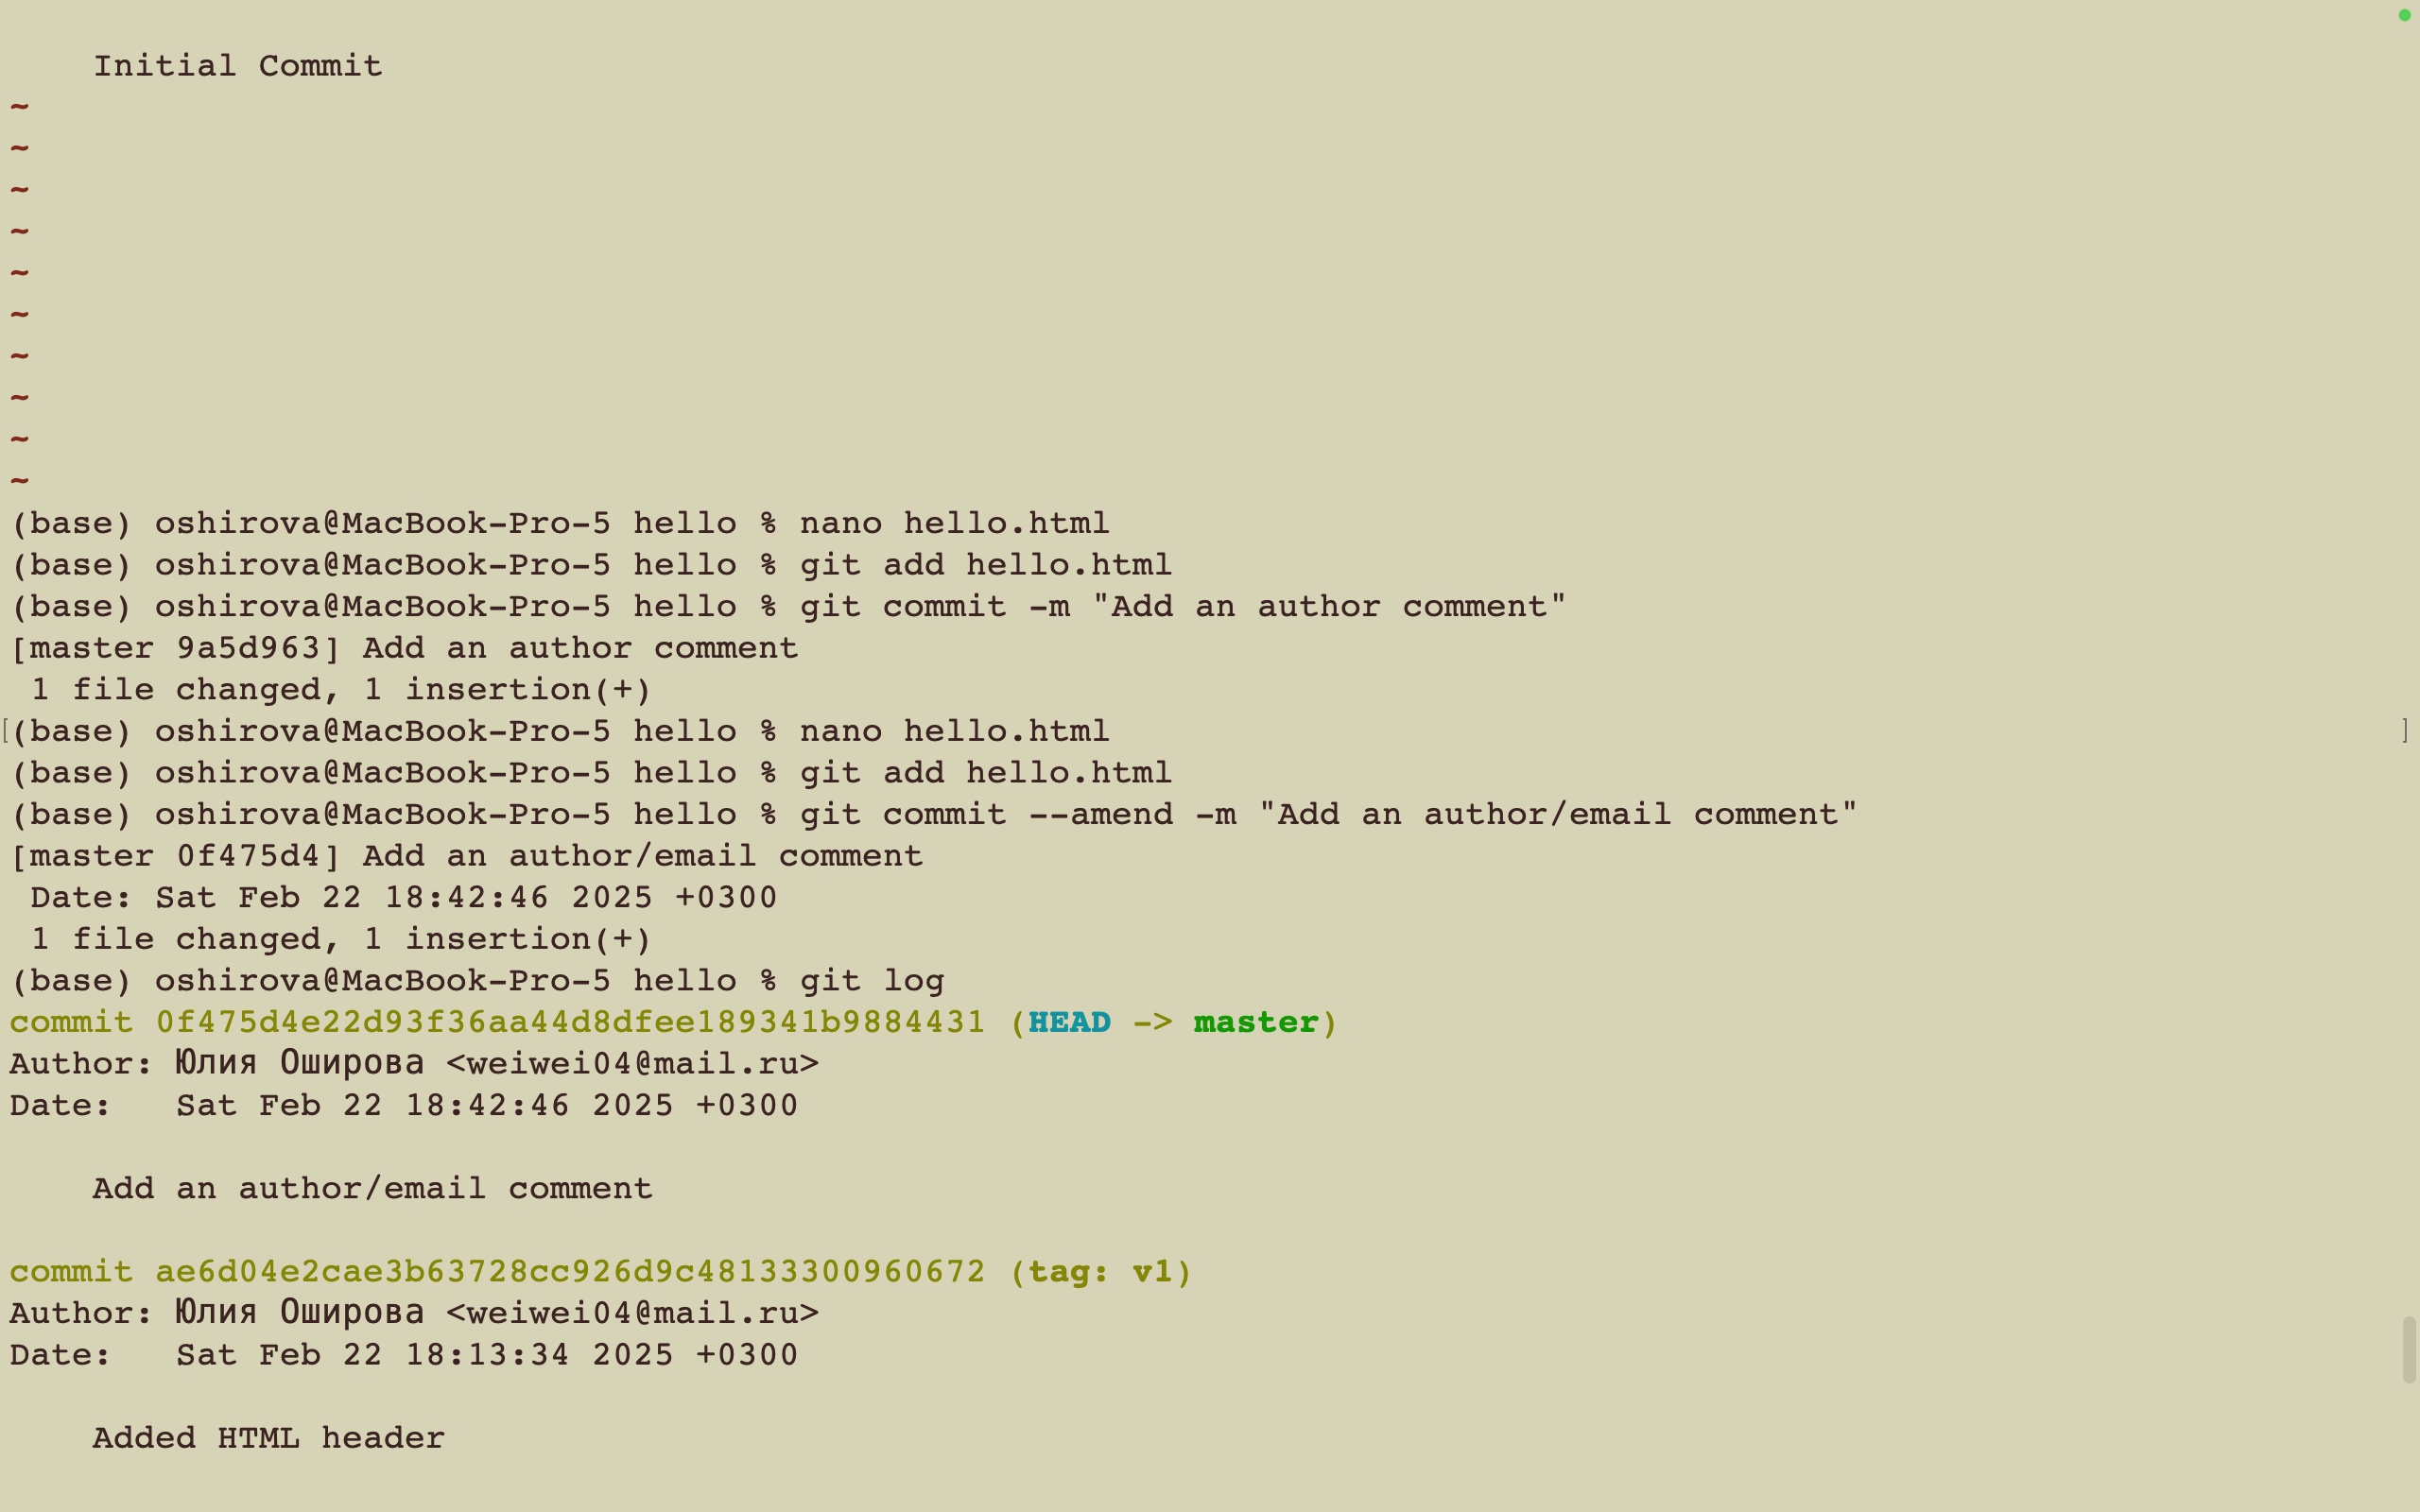 Initial Commit
~
~
~
~
~
~
~
~
~
~
(base) oshirova@MacBook-Pro-5 hello % nano hello.html
(base) oshirova@MacBook-Pro-5 hello % git add hello.html
(base) oshirova@MacBook-Pro-5 hello % git commit -m "Add an author comment"
[master 9a5d963] Add an author comment
 1 file changed, 1 insertion(+)
[(base) oshirova@MacBook-Pro-5 hello % nano hello.html ]
(base) oshirova@MacBook-Pro-5 hello % git add hello.html
(base) oshirova@MacBook-Pro-5 hello % git commit --amend -m "Add an author/email comment"
[master 0f475d4] Add an author/email comment
 Date: Sat Feb 22 18:42:46 2025 +0300
 1 file changed, 1 insertion(+)
(base) oshirova@MacBook-Pro-5 hello % git log
commit 0f475d4e22d93f36aa44d8dfee189341b9884431 (HEAD -> master)
Author: Юлия Оширова <weiwei04@mail.ru>
Date:   Sat Feb 22 18:42:46 2025 +0300
    Add an author/email comment
commit ae6d04e2cae3b63728cc926d9c48133300960672 (tag: v1)
Author: Юлия Оширова <weiwei04@mail.ru>
Date:   Sat Feb 22 18:13:34 2025 +0300
    Added HTML header